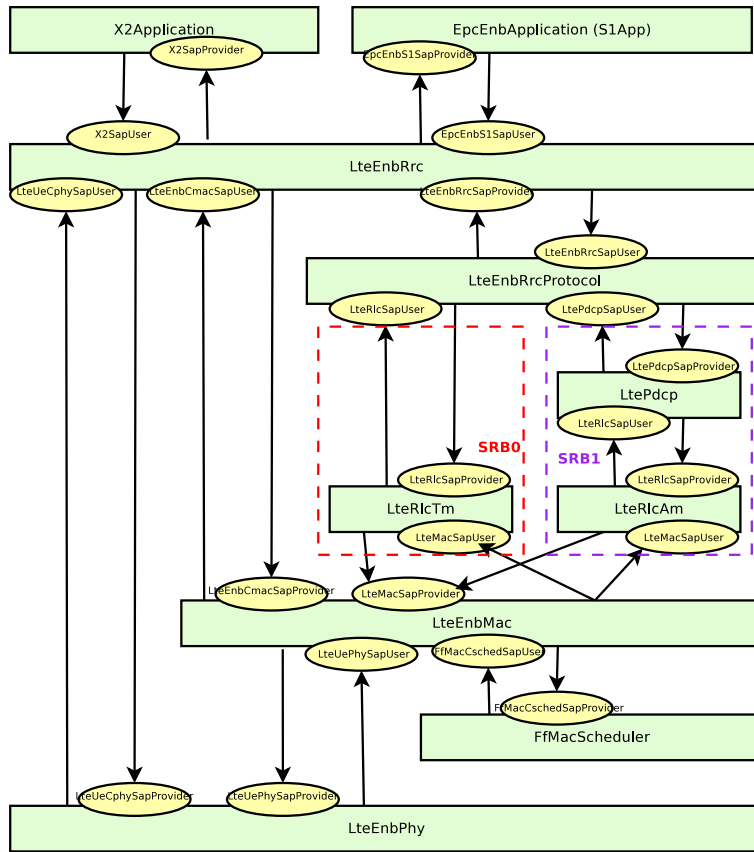 X2Application
EpcEnbApplication (S1App)
X2SapProvider
EpcEnbS1SapProvider
X2SapUser
EpcEnbS1SapUser
LteEnbRrc
LteUeCphySapUser
LteEnbCmacSapUser
LteEnbRrcSapProvider
LteEnbRrcSapUser
LteEnbRrcProtocol
LteRlcSapUser
LtePdcpSapUser
LtePdcpSapProvider
LtePdcp
LteRlcSapUser
SRB0
SRB1
LteRlcSapProvider
LteRlcSapProvider
LteRlcTm
LteRlcAm
LteMacSapUser
LteMacSapUser
LteEnbCmacSapProvider
LteMacSapProvider
LteEnbMac
LteUePhySapUser
FfMacCschedSapUser
FfMacCschedSapProvider
FfMacScheduler
LteUeCphySapProvider
LteUePhySapProvider
LteEnbPhy